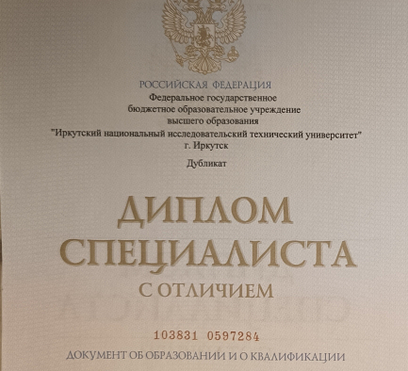 РОССИЙСКАЯ ФЕДЕРАЦИЯ
Федеральное государственное
бюджетное образовательное учреждение
высшего образования
"Иркутский национальный исследовательский технический университет"
г. Иркутск
Дубликат
ДИПЛОМ
СПЕЦИАЛИСТА
С ОТЛИЧИЕМ
103831 0597284
ДОКУМЕНТ ОБ ОБРАЗОВАНИИ И О КВАЛИФИКАЦИИ